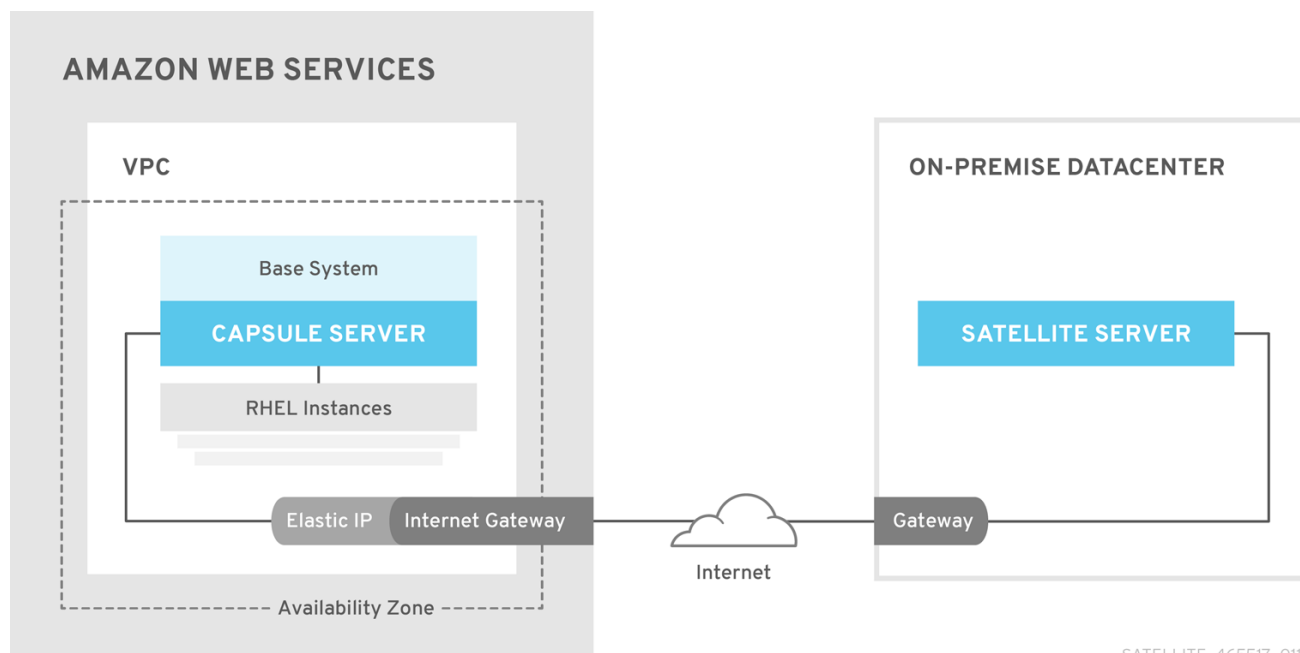 AMAZON WEB SERVICES
VPC
Base System
CAPSULE SERVER
RHEL Instances
Elastic IP
Internet Gateway
Availability Zone
Internet
ON-PREMISE DATACENTER
SATELLITE SERVER
Gateway